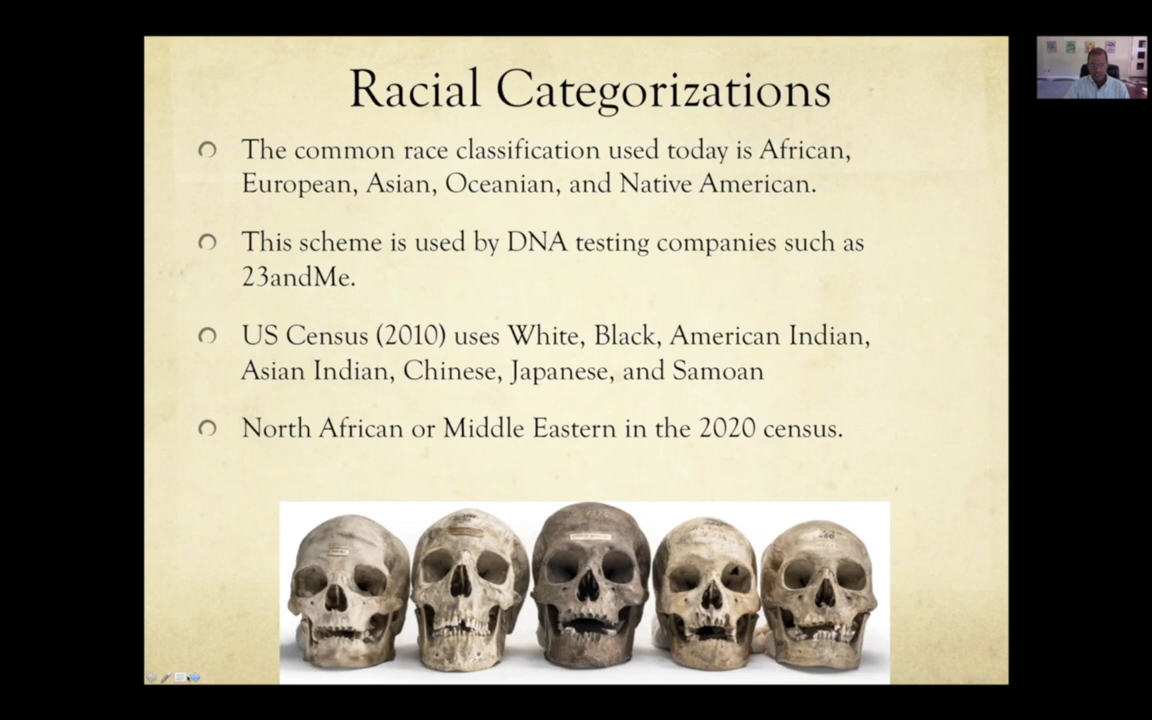 Racial Categorizations
The common race classification used today is African,
European, Asian, Oceanian, and Native American.
This scheme is used by DNA testing companies such as
23andMe.
US Census (2010) uses White, Black, American Indian,
Asian Indian, Chinese, Japanese, and Samoan
North African or Middle Eastern in the 2020 census.